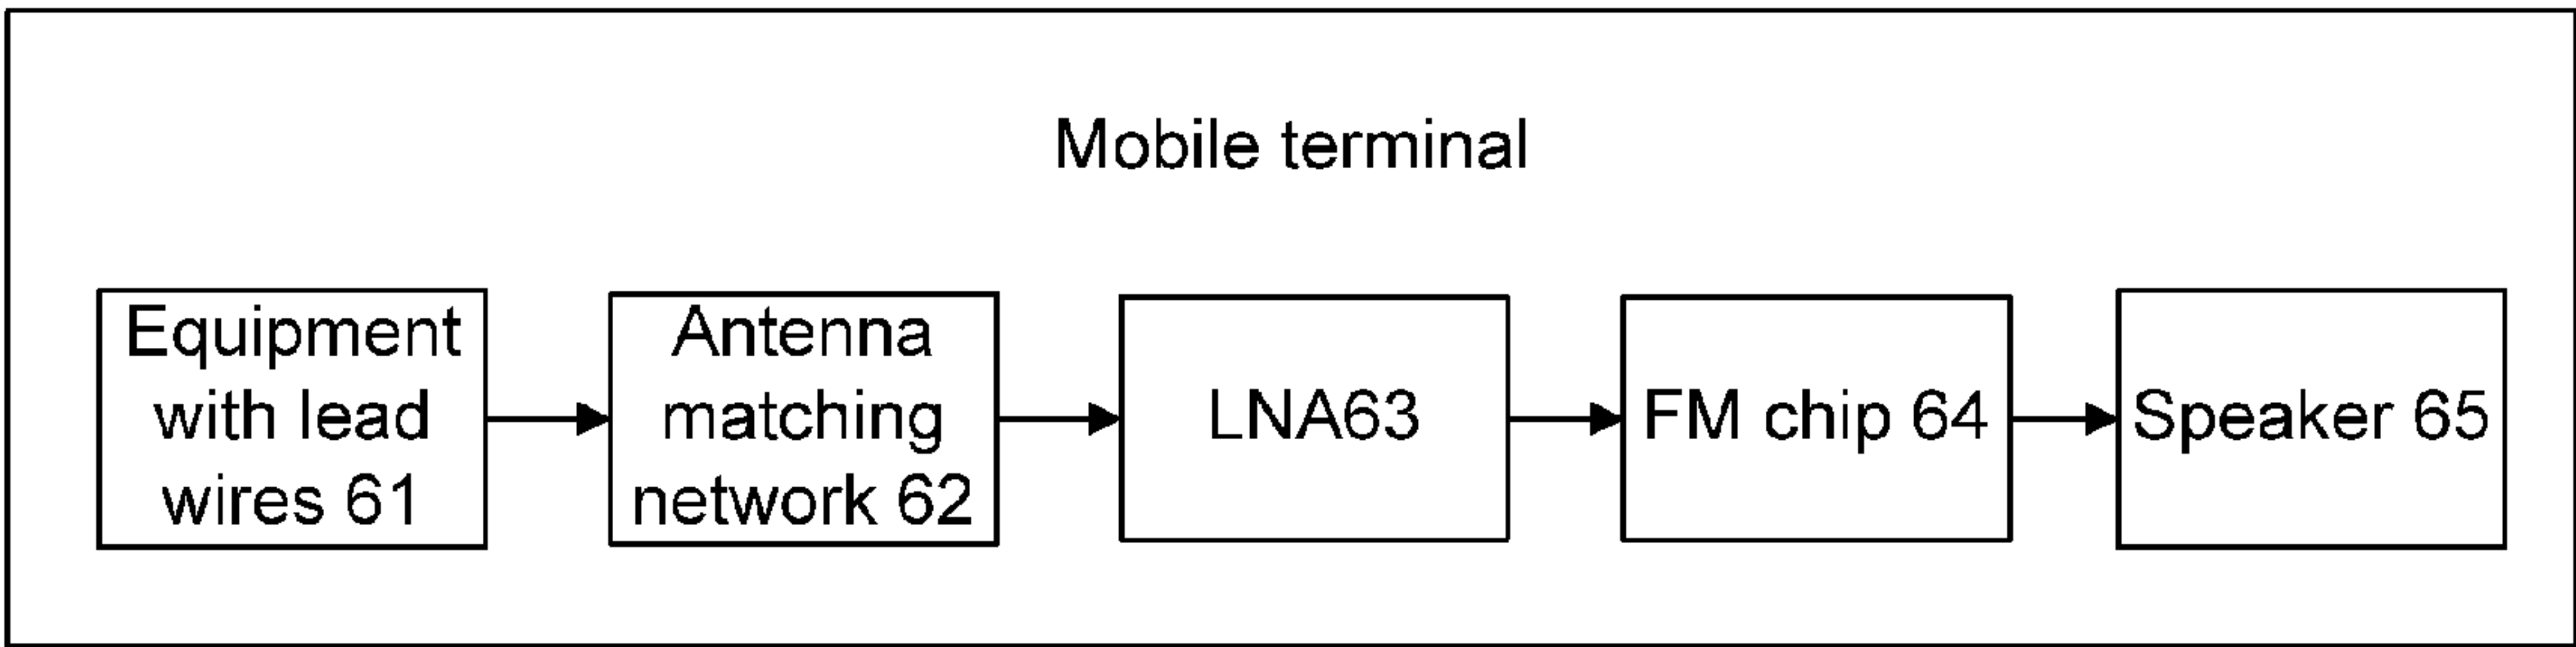 Mobile terminal
Equipment
with lead
wires 61
Antenna
matching
network 62
LNA63
FM chip 64
Speaker 65